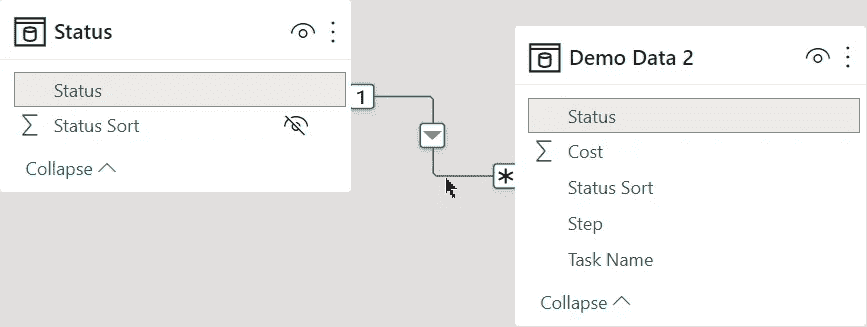 Status
Status
Status Sort
Collapse
1
*
Demo Data 2
Status
Cost
Status Sort
Step
Task Name
Collapse